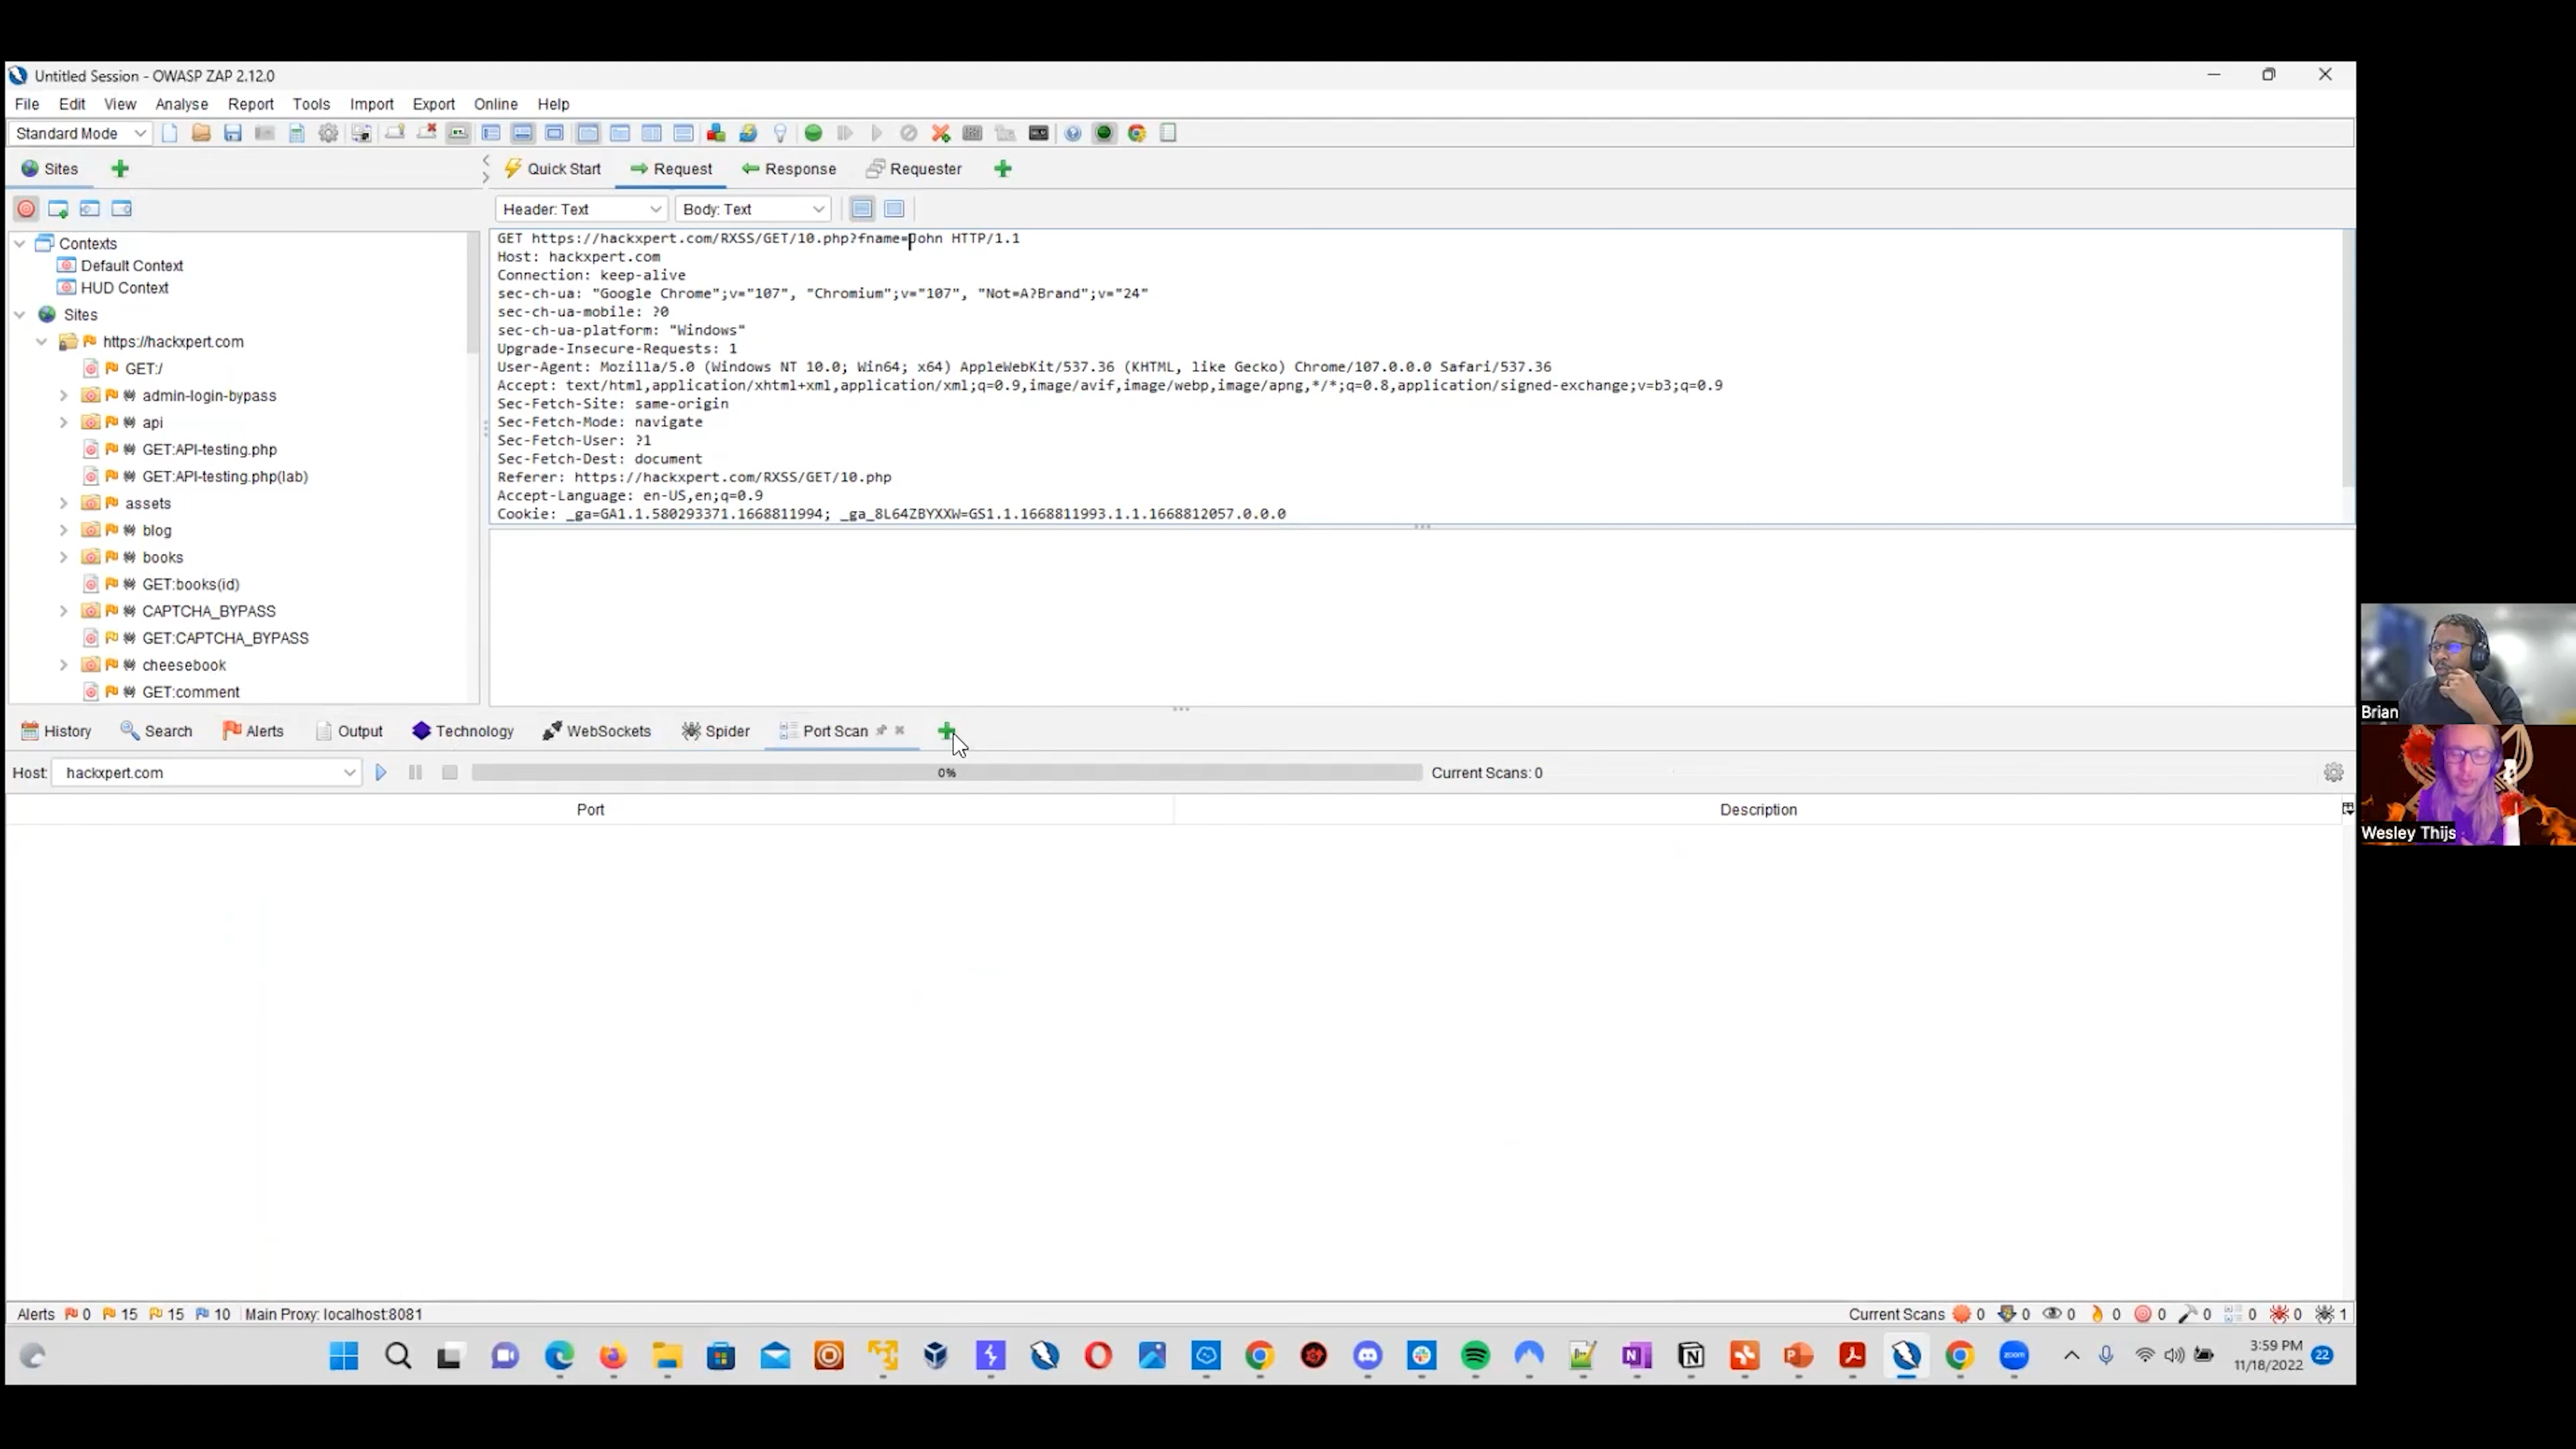 Untitled Session - OWASP ZAP 2.12.0
File Edit View Analyse Report Tools Import Export Online Help
Standard Mode
Sites
Quick Start Request Response Requester
Header: Text Body: Text
Contexts
Default Context
HUD Context
Sites
https://hackxpert.com
GET:/
admin-login-bypass
api
GET:API-testing.php
GET:API-testing.php(lab)
assets
blog
books
GET:books(id)
CAPTCHA_BYPASS
GET:CAPTCHA_BYPASS
cheesebook
GET:comment
GET https://hackxpert.com/RXSS/GET/10.php?fname=John HTTP/1.1
Host: hackxpert.com
Connection: keep-alive
sec-ch-ua: "Google Chrome";v="107", "Chromium";v="107", "Not=A?Brand";v="24"
sec-ch-ua-mobile: ?0
sec-ch-ua-platform: "Windows"
Upgrade-Insecure-Requests: 1
User-Agent: Mozilla/5.0 (Windows NT 10.0; Win64; x64) AppleWebKit/537.36 (KHTML, like Gecko) Chrome/107.0.0.0 Safari/537.36
Accept: text/html,application/xhtml+xml,application/xml;q=0.9,image/avif,image/webp,image/apng,*/*;q=0.8,application/signed-exchange;v=b3;q=0.9
Sec-Fetch-Site: same-origin
Sec-Fetch-Mode: navigate
Sec-Fetch-User: ?1
Sec-Fetch-Dest: document
Referer: https://hackxpert.com/RXSS/GET/10.php
Accept-Language: en-US,en;q=0.9
Cookie: _ga=GA1.1.580293371.1668811994; _ga_8L64ZBYXXW=GS1.1.1668811993.1.1.1668812057.0.0.0
Brian
Wesley Thijs
History Search Alerts Output Technology WebSockets Spider Port Scan
Host: hackxpert.com 0% Current Scans: 0
Port Description
Alerts 0 15 15 10 Main Proxy: localhost:8081 Current Scans 0 0 0 0 0 0 0 0 1
zoom
3:59 PM
11/18/2022
22